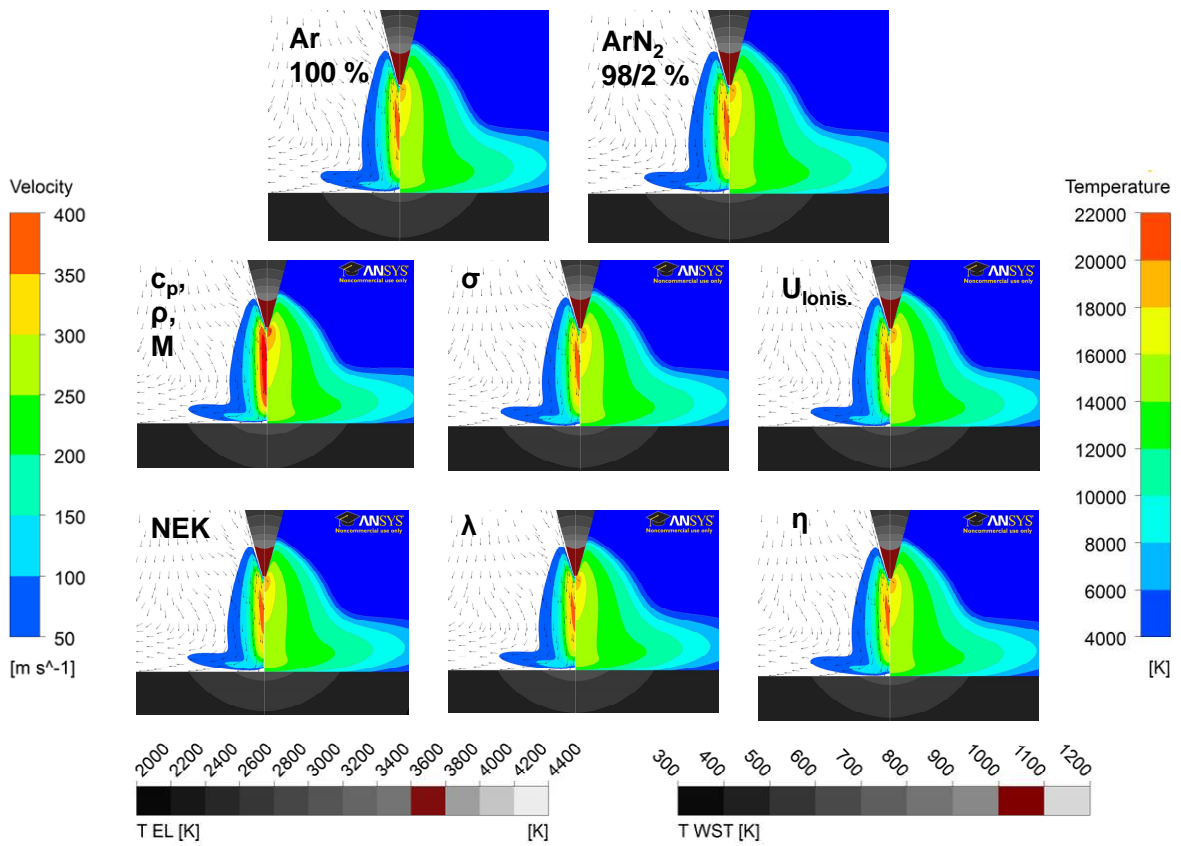 Ar
100 %
ArN₂
98/2 %
Velocity
400
350
300
250
200
150
100
50
[m s^-1]
Temperature
22000
20000
18000
16000
14000
12000
10000
8000
6000
4000
[K]
cₚ,
ρ,
M
ANSYS®
Noncommercial use only
σ
ANSYS®
Noncommercial use only
U_Ionis.
ANSYS®
Noncommercial use only
NEK
ANSYS®
Noncommercial use only
λ
ANSYS®
Noncommercial use only
η
ANSYS®
Noncommercial use only
2000 2200 2400 2600 2800 3000 3200 3400 3600 3800 4000 4200 4400
T EL [K] [K]
300 400 500 600 700 800 900 1000 1100 1200
T WST [K]